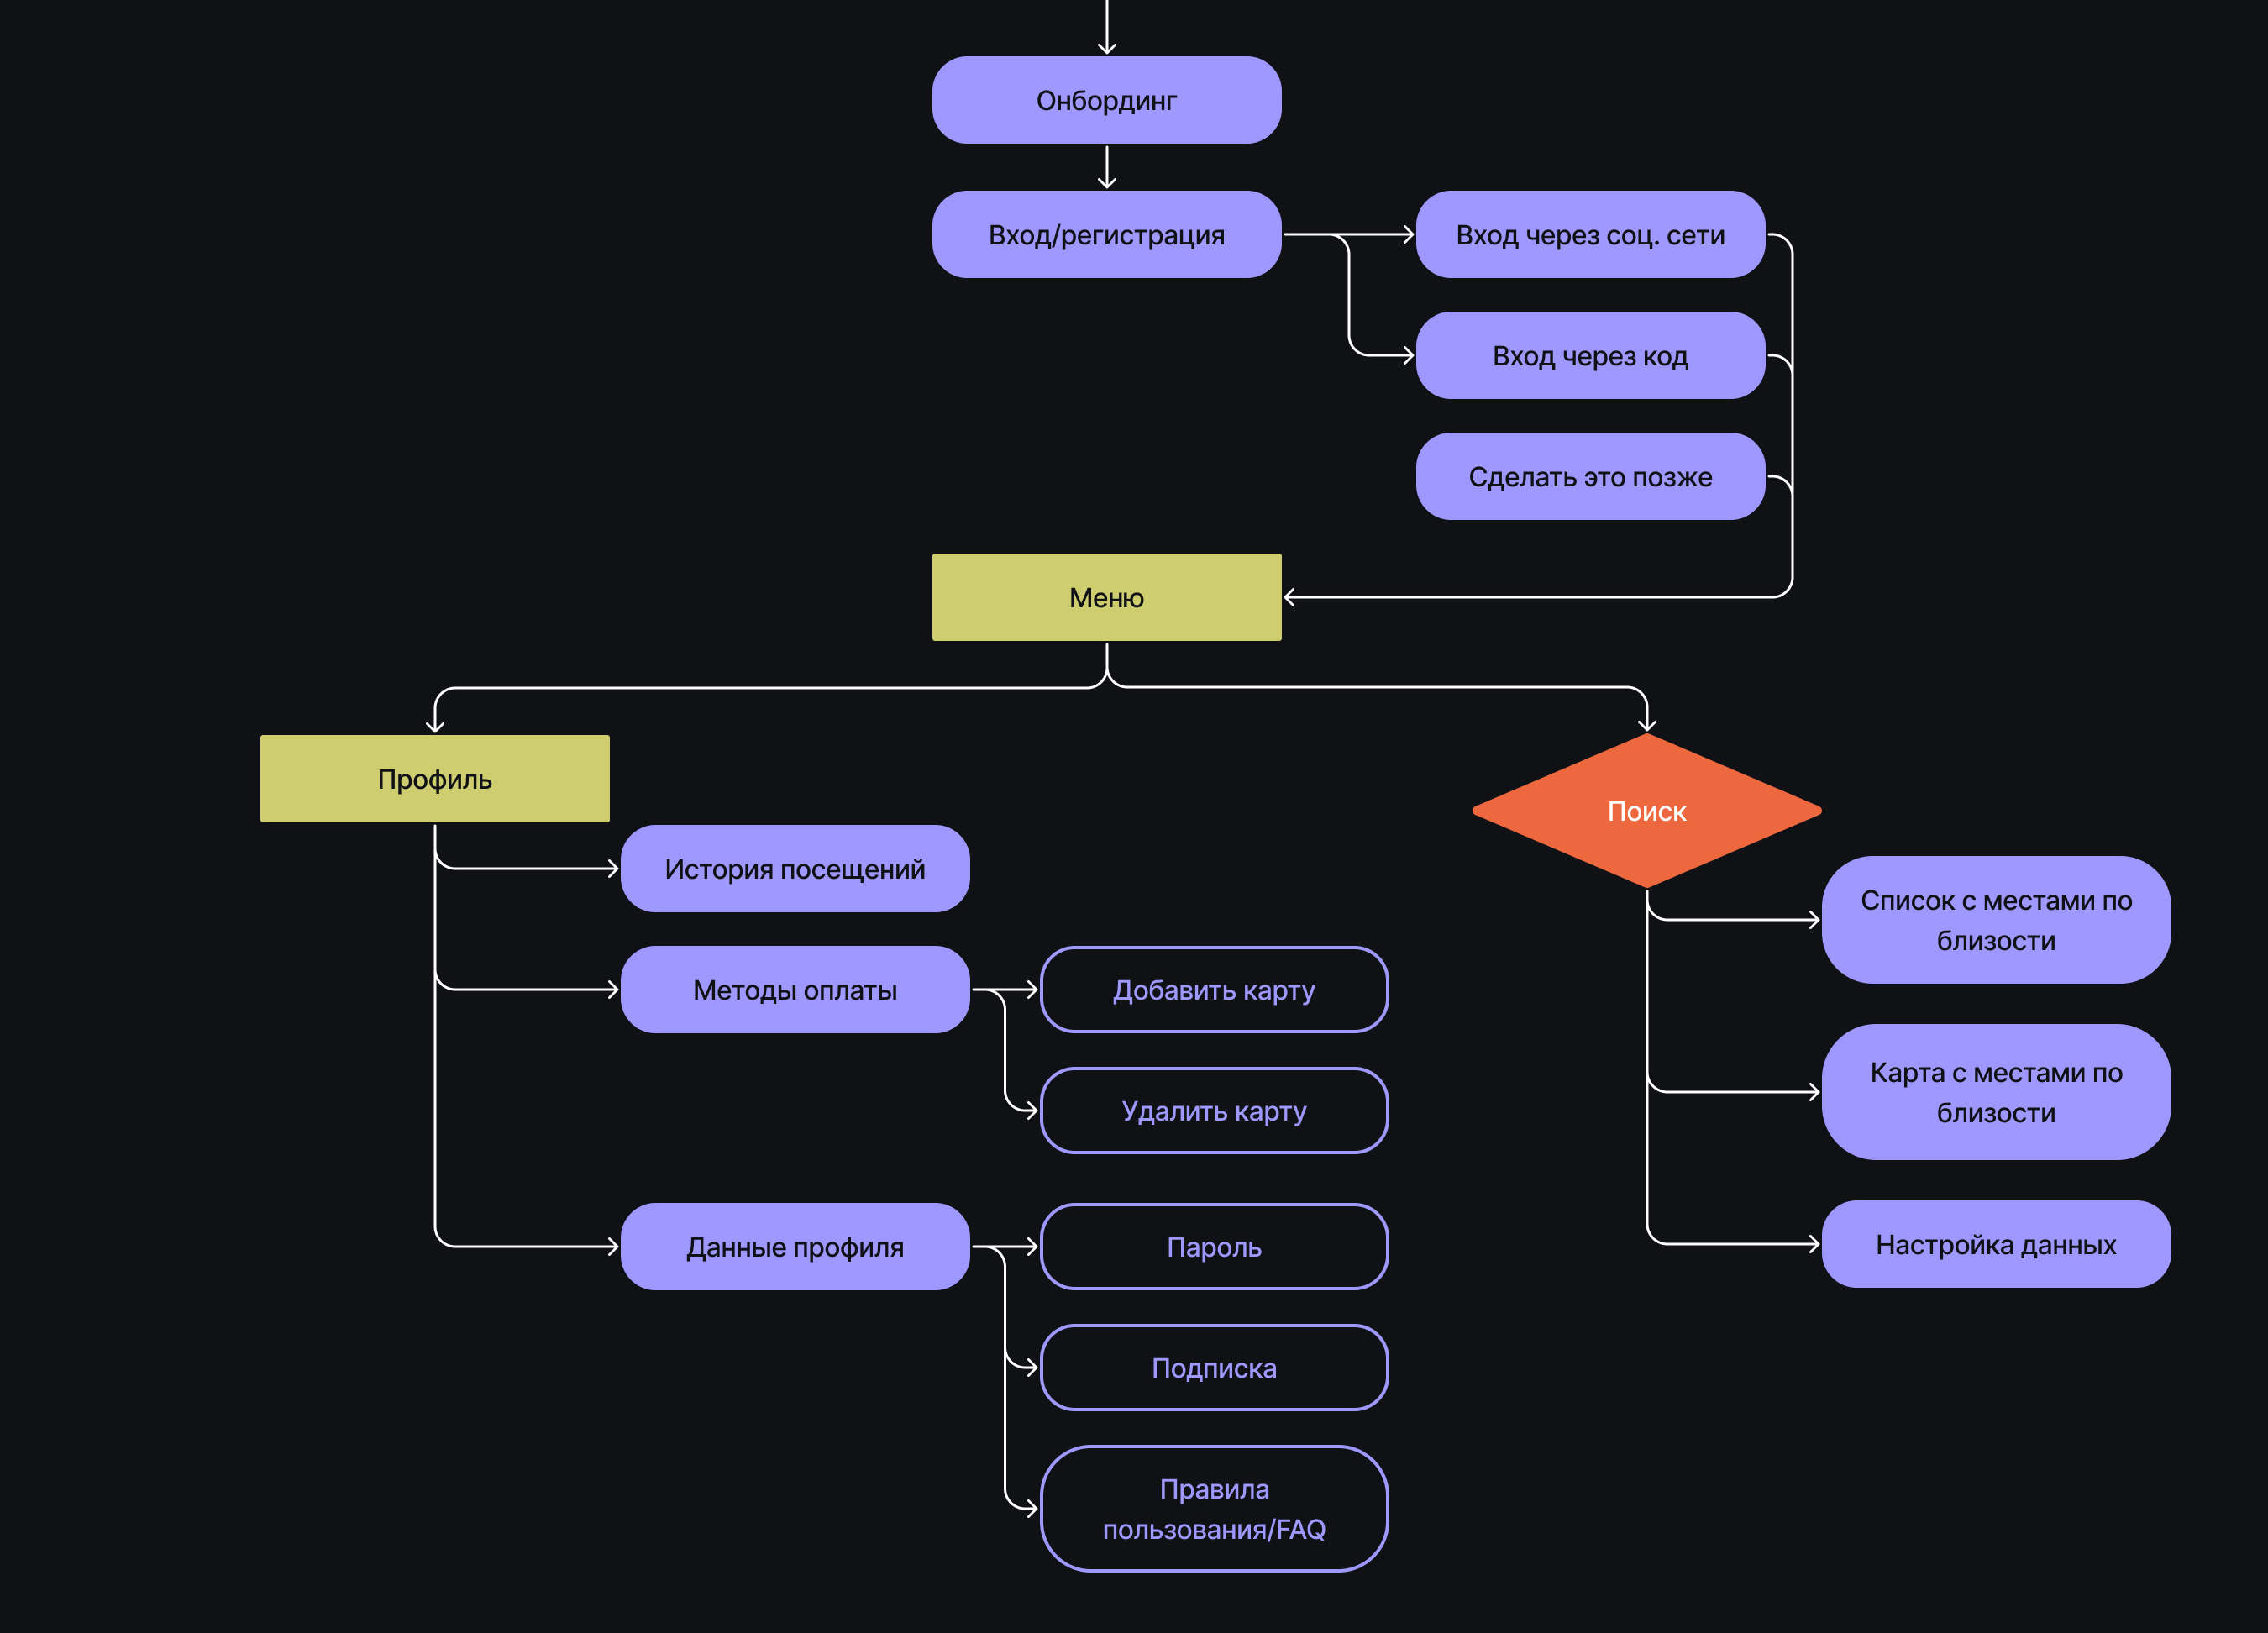 Онбординг
Вход/регистрация
Вход через соц. сети
Вход через код
Сделать это позже
Меню
Профиль
Поиск
История посещений
Список с местами по
близости
Методы оплаты
Добавить карту
Удалить карту
Карта с местами по
близости
Данные профиля
Пароль
Настройка данных
Подписка
Правила
пользования/FAQ